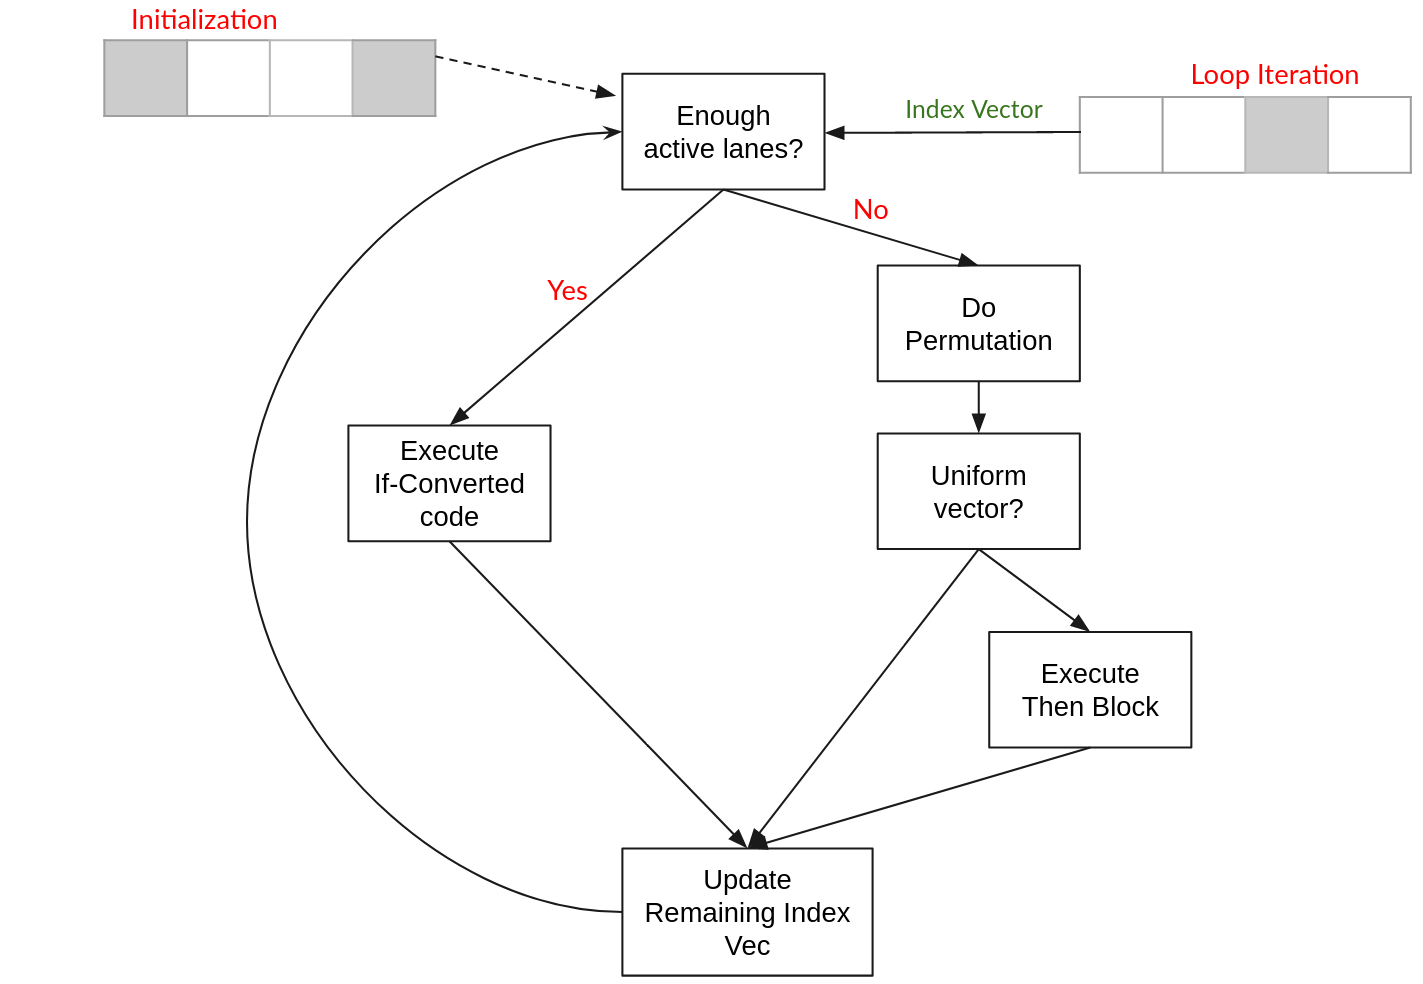 Initialization
Loop Iteration
Index Vector
Enough
active lanes?
No
Yes
Do
Permutation
Execute
If-Converted
code
Uniform
vector?
Execute
Then Block
Update
Remaining Index
Vec